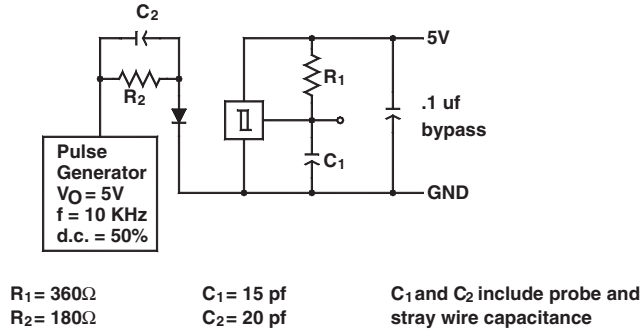 C2
5V
R1
R2
.1 uf
bypass
C1
Pulse
Generator
VO = 5V
f = 10 KHz
d.c. = 50%
GND
R1 = 360Ω
C1 = 15 pf
C1 and C2 include probe and
R2 = 180Ω
C2 = 20 pf
stray wire capacitance